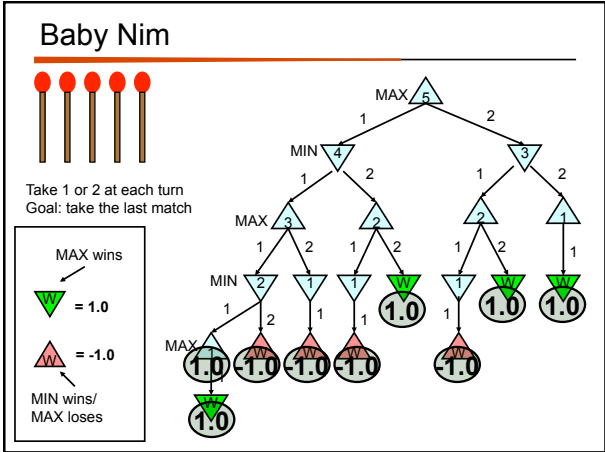 Baby Nim
MAX 5
1 2
MIN 4 3
Take 1 or 2 at each turn
Goal: take the last match
1 2 1 2
MAX 3 2 2 1
1 2 1 2 1 2 1
MAX wins
MIN 2 1 1 W 1 W W
W = 1.0
1.0 1.0 1.0
1 2 1 1 1
MAX 1 W W W W
1.0 -1.0 -1.0 -1.0 -1.0
W = -1.0
1
W
1.0
MIN wins/
MAX loses